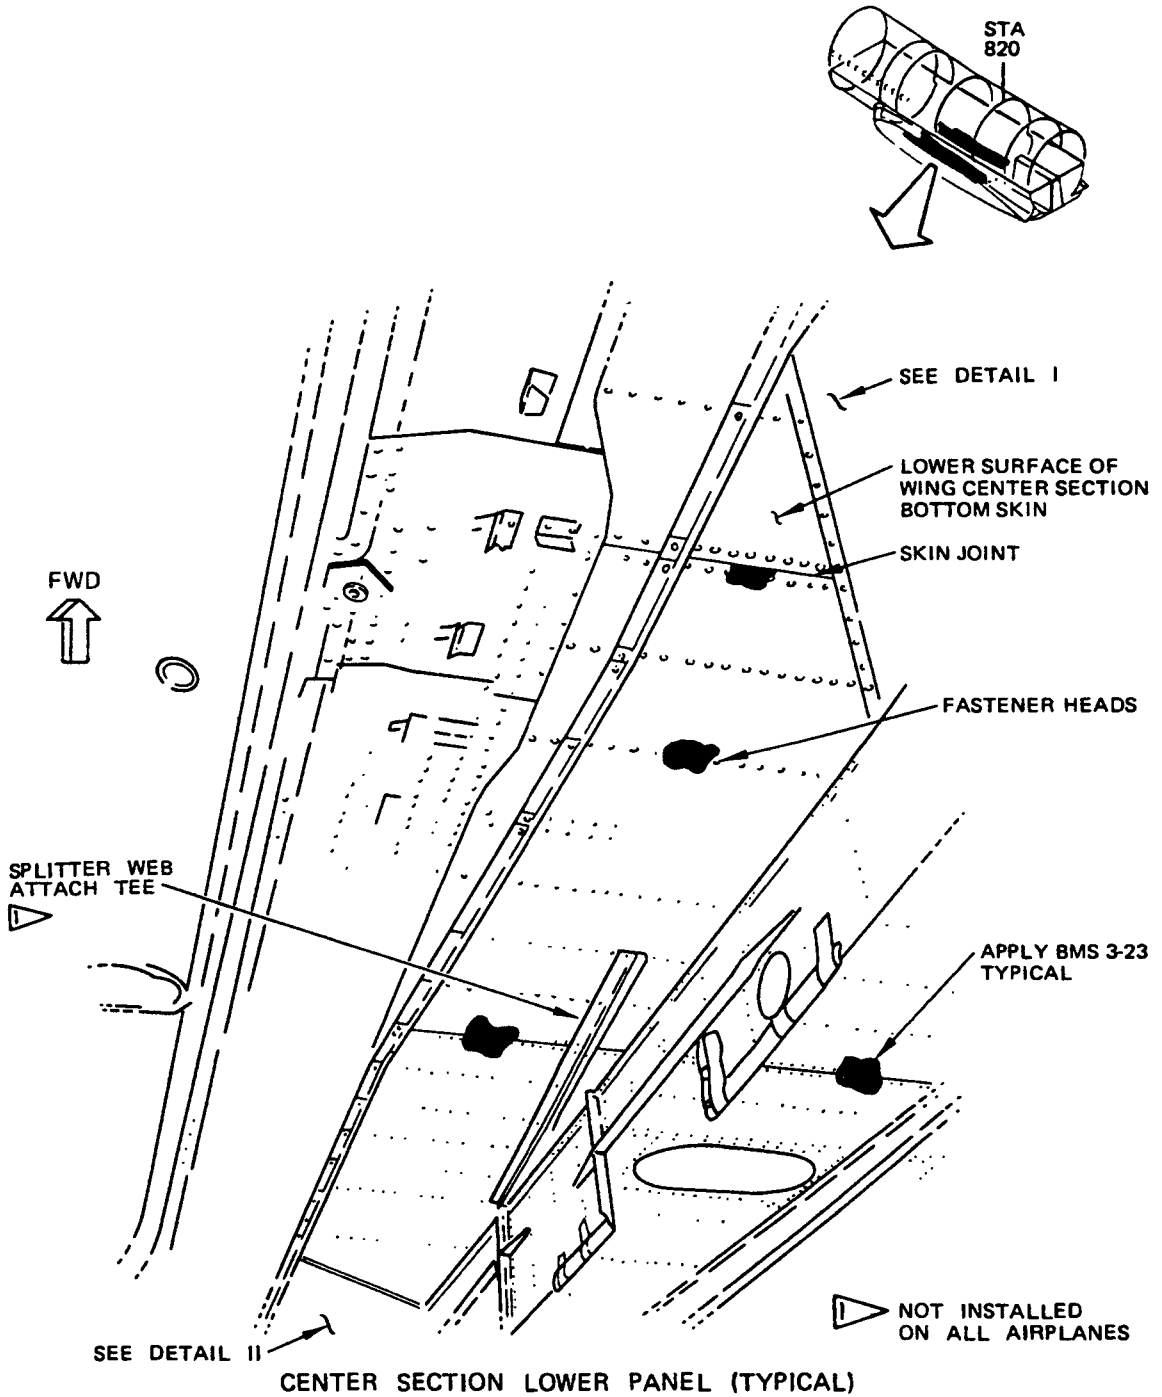 STA
820
SEE DETAIL I
LOWER SURFACE OF
WING CENTER SECTION
BOTTOM SKIN
SKIN JOINT
FWD
FASTENER HEADS
SPLITTER WEB
ATTACH TEE
1
APPLY BMS 3-23
TYPICAL
1
NOT INSTALLED
ON ALL AIRPLANES
SEE DETAIL II
CENTER SECTION LOWER PANEL (TYPICAL)